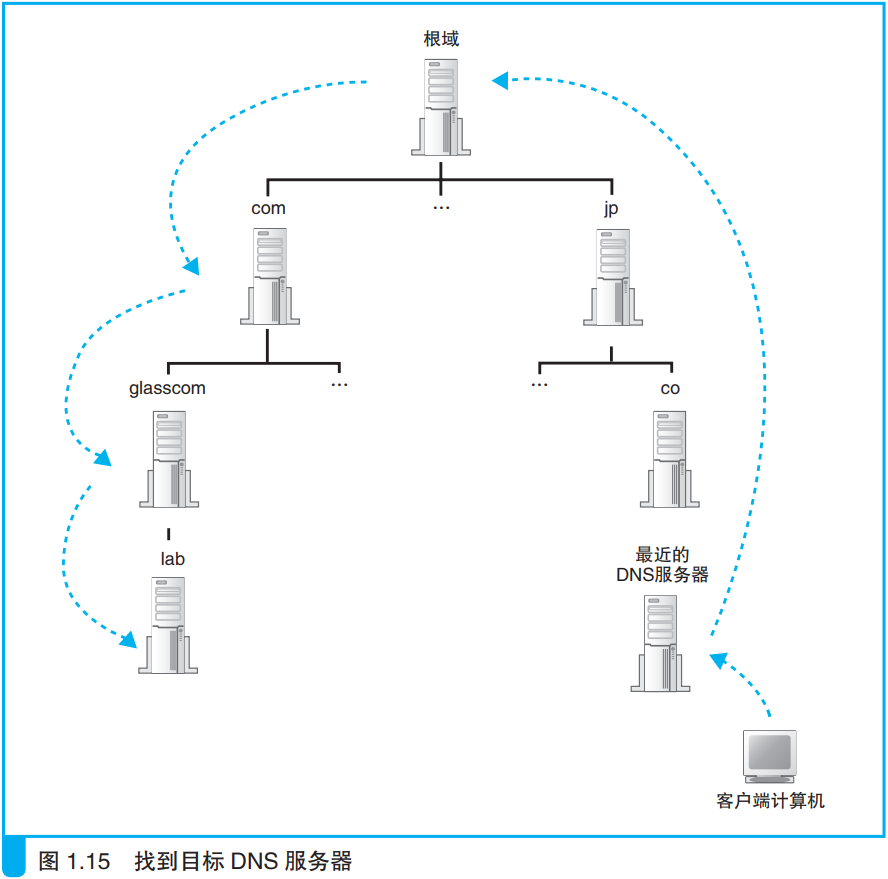 根域
com
…
jp
glasscom
…
…
co
lab
最近的
DNS服务器
客户端计算机
图 1.15 找到目标 DNS 服务器